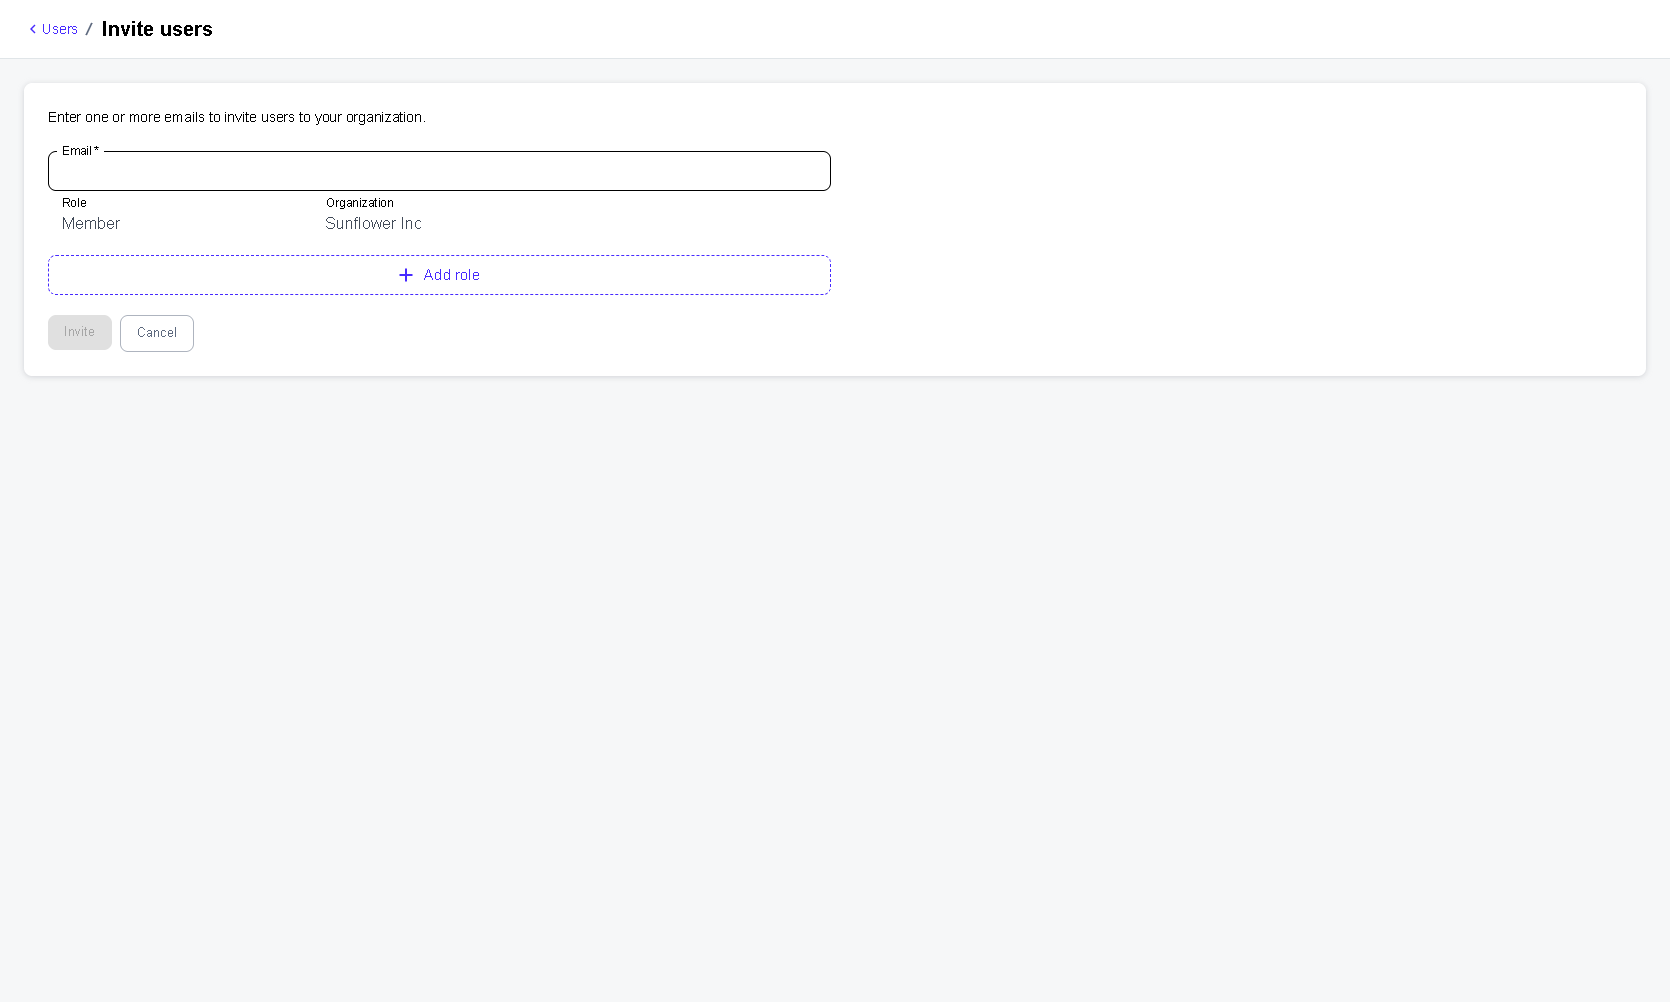 Users / Invite users
Enter one or more emails to invite users to your organization.
Email *
Role Organization
Member Sunflower Inc
Add role
Invite Cancel